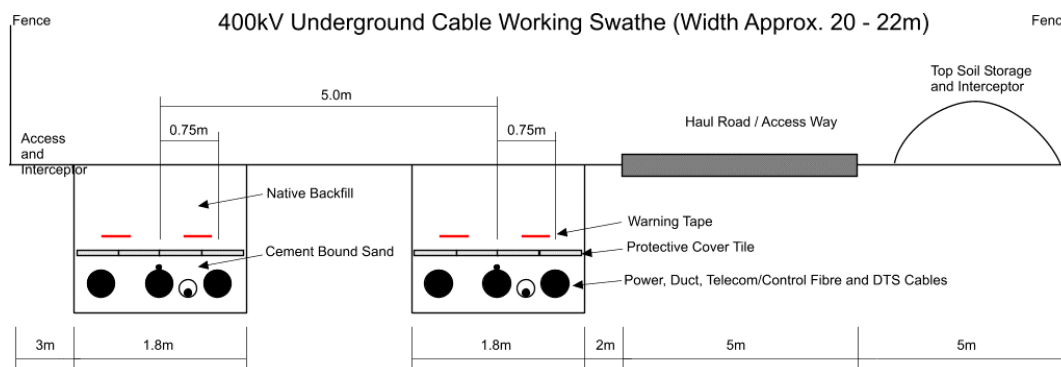 Fence
400kV Underground Cable Working Swathe (Width Approx. 20 - 22m)
Fenc
Top Soil Storage
and Interceptor
5.0m
0.75m
0.75m
Haul Road / Access Way
Access
and
Interceptor
Native Backfill
Warning Tape
Cement Bound Sand
Protective Cover Tile
Power, Duct, Telecom/Control Fibre and DTS Cables
3m
1.8m
1.8m
2m
5m
5m